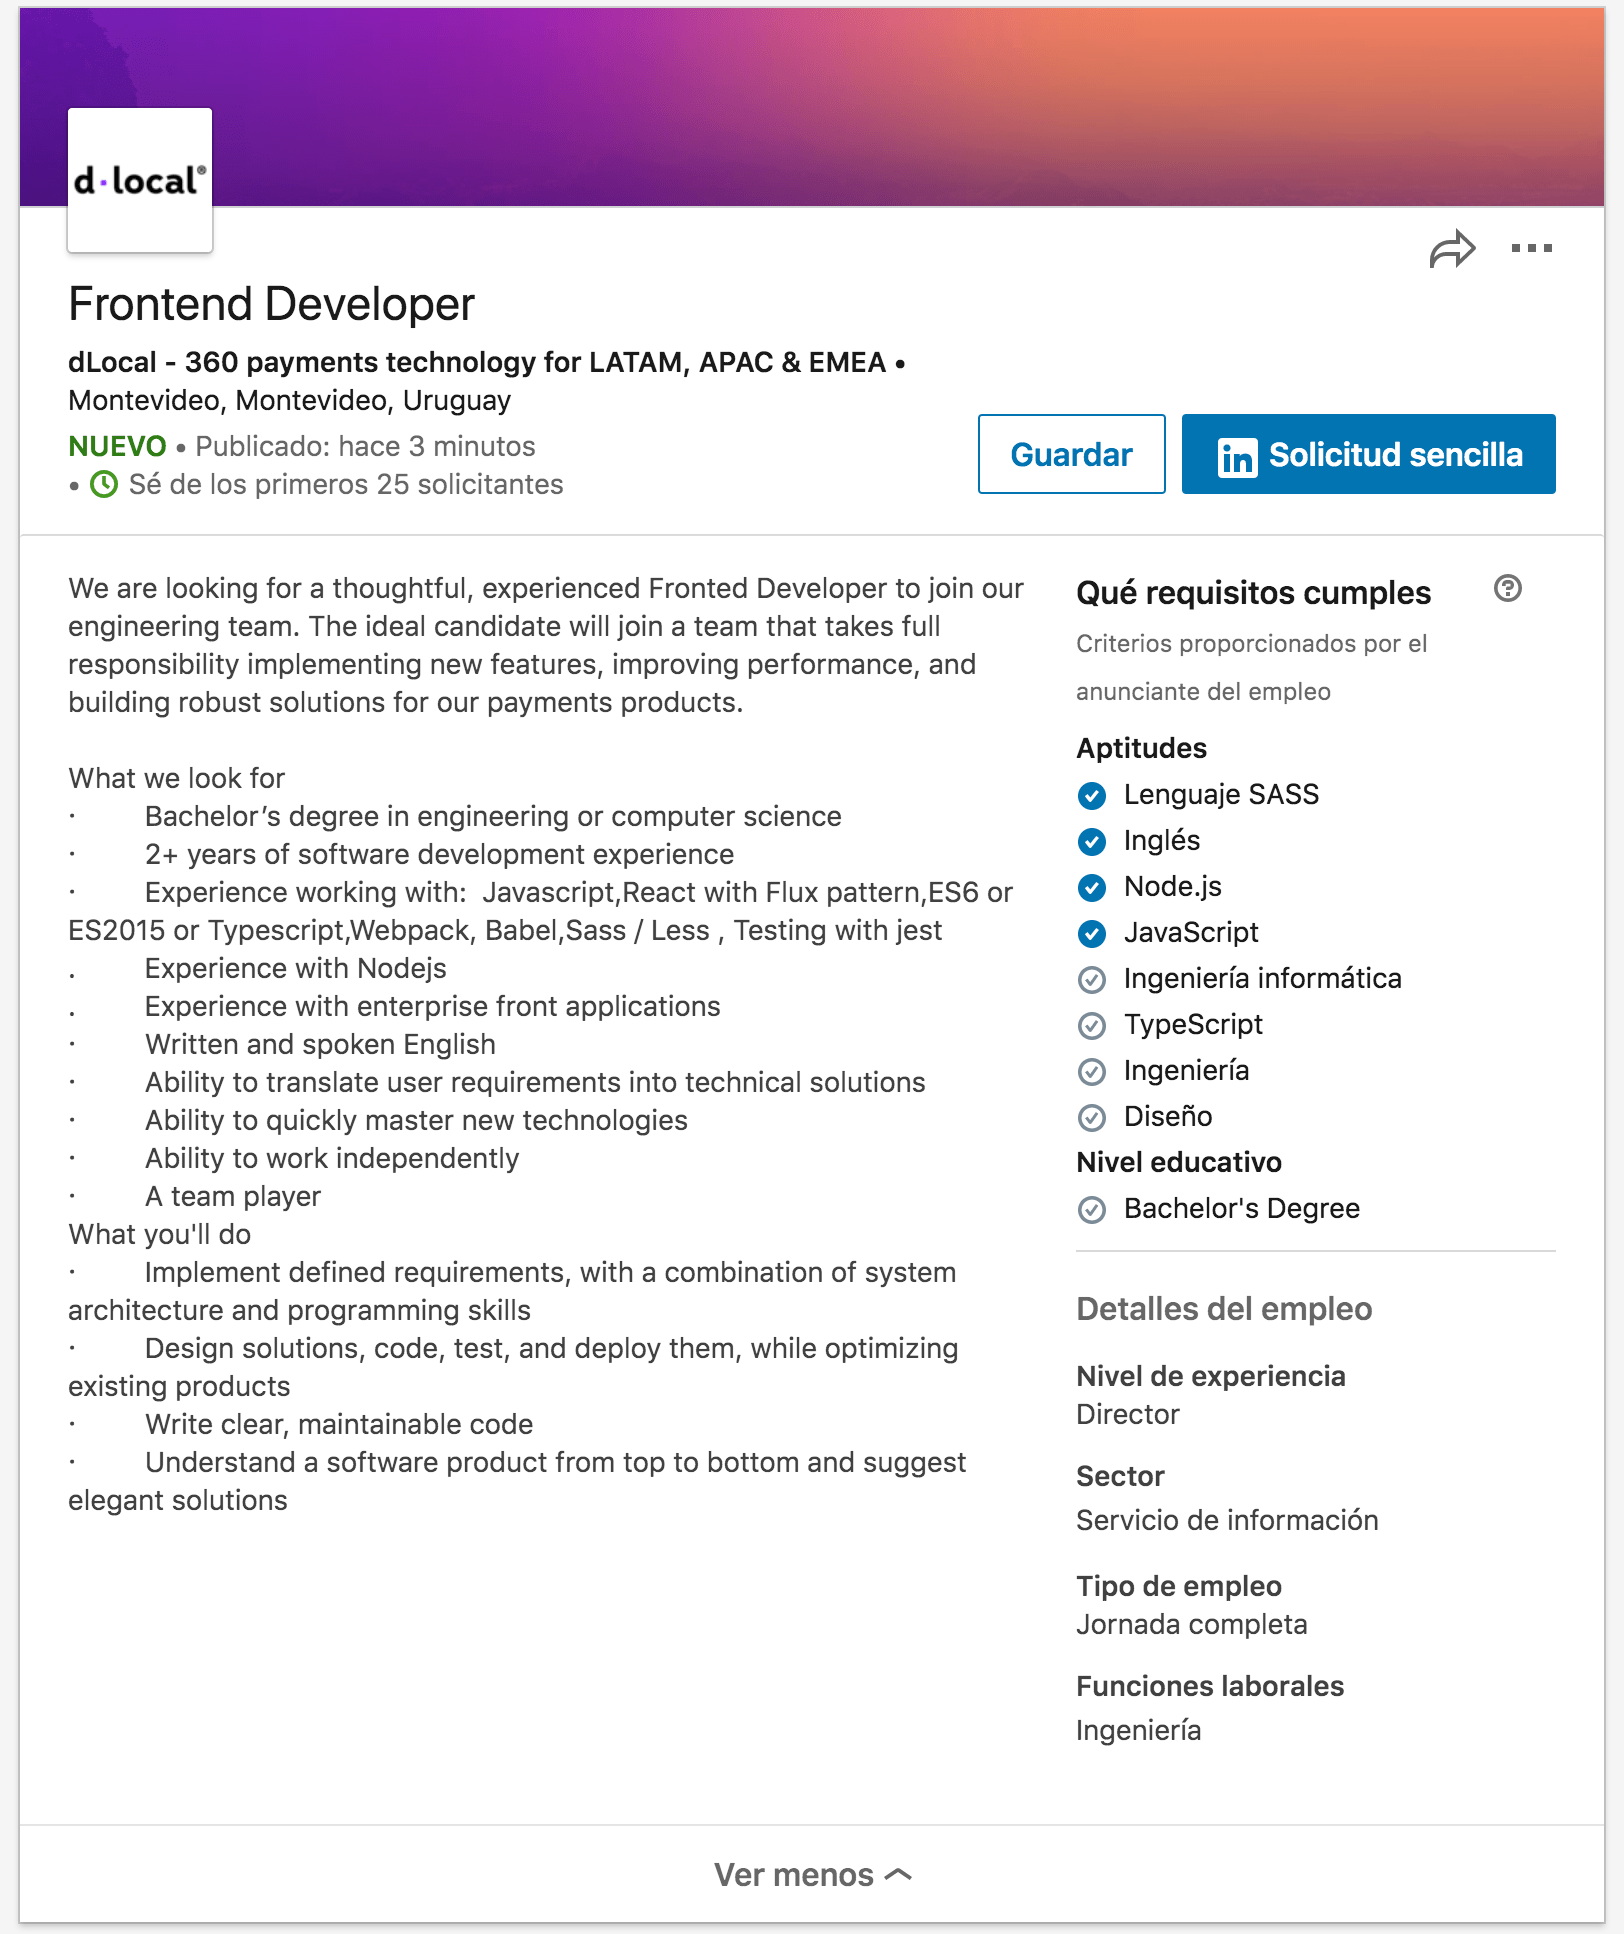 d·local®
Frontend Developer
dLocal - 360 payments technology for LATAM, APAC & EMEA •
Montevideo, Montevideo, Uruguay
NUEVO • Publicado: hace 3 minutos
• Sé de los primeros 25 solicitantes
Guardar
in Solicitud sencilla
We are looking for a thoughtful, experienced Fronted Developer to join our
engineering team. The ideal candidate will join a team that takes full
responsibility implementing new features, improving performance, and
building robust solutions for our payments products.
What we look for
· Bachelor’s degree in engineering or computer science
· 2+ years of software development experience
· Experience working with:  Javascript,React with Flux pattern,ES6 or
ES2015 or Typescript,Webpack, Babel,Sass / Less , Testing with jest
. Experience with Nodejs
. Experience with enterprise front applications
· Written and spoken English
· Ability to translate user requirements into technical solutions
· Ability to quickly master new technologies
· Ability to work independently
· A team player
What you'll do
· Implement defined requirements, with a combination of system
architecture and programming skills
· Design solutions, code, test, and deploy them, while optimizing
existing products
· Write clear, maintainable code
· Understand a software product from top to bottom and suggest
elegant solutions
Qué requisitos cumples
?
Criterios proporcionados por el
anunciante del empleo
Aptitudes
Lenguaje SASS
Inglés
Node.js
JavaScript
Ingeniería informática
TypeScript
Ingeniería
Diseño
Nivel educativo
Bachelor's Degree
Detalles del empleo
Nivel de experiencia
Director
Sector
Servicio de información
Tipo de empleo
Jornada completa
Funciones laborales
Ingeniería
Ver menos